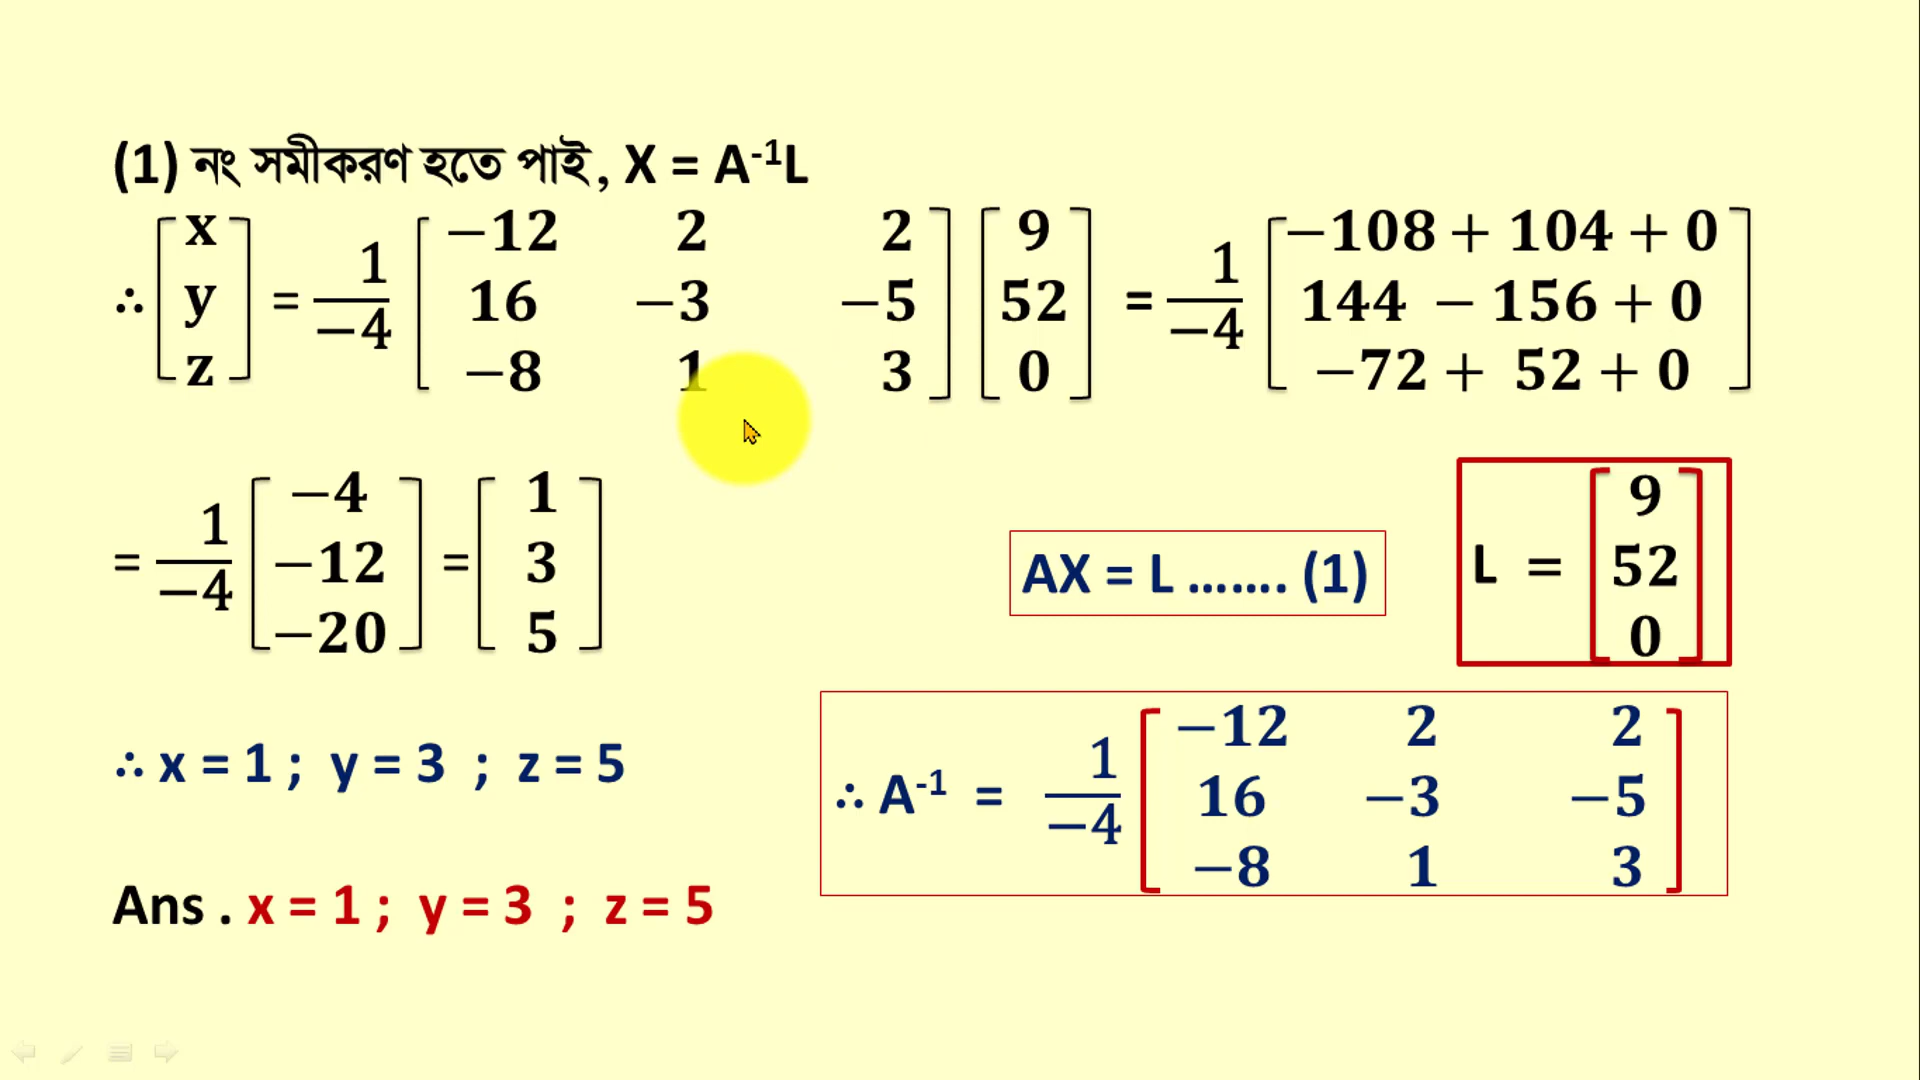 (1) নং সমীকরণ হতে পাই, X = A⁻¹L
∴ [x y z] = 1/−4 [−12 2 2; 16 −3 −5; −8 1 3] [9; 52; 0] = 1/−4 [−108 + 104 + 0; 144 − 156 + 0; −72 + 52 + 0]
= 1/−4 [−4; −12; −20] = [1; 3; 5]
AX = L ....... (1)
L = [9; 52; 0]
∴ x = 1 ; y = 3 ; z = 5
∴ A⁻¹ = 1/−4 [−12 2 2; 16 −3 −5; −8 1 3]
Ans . x = 1 ; y = 3 ; z = 5